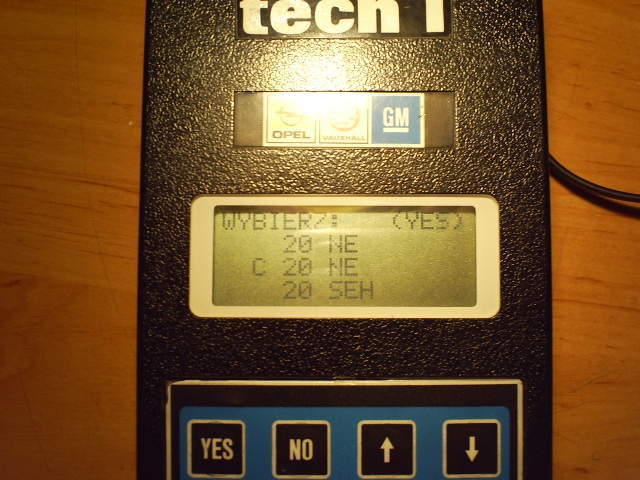 tech 1
OPEL VAUXHALL GM
WYBIERZ: (YES)
20 NE
C 20 NE
20 SEH
YES NO ↑ ↓